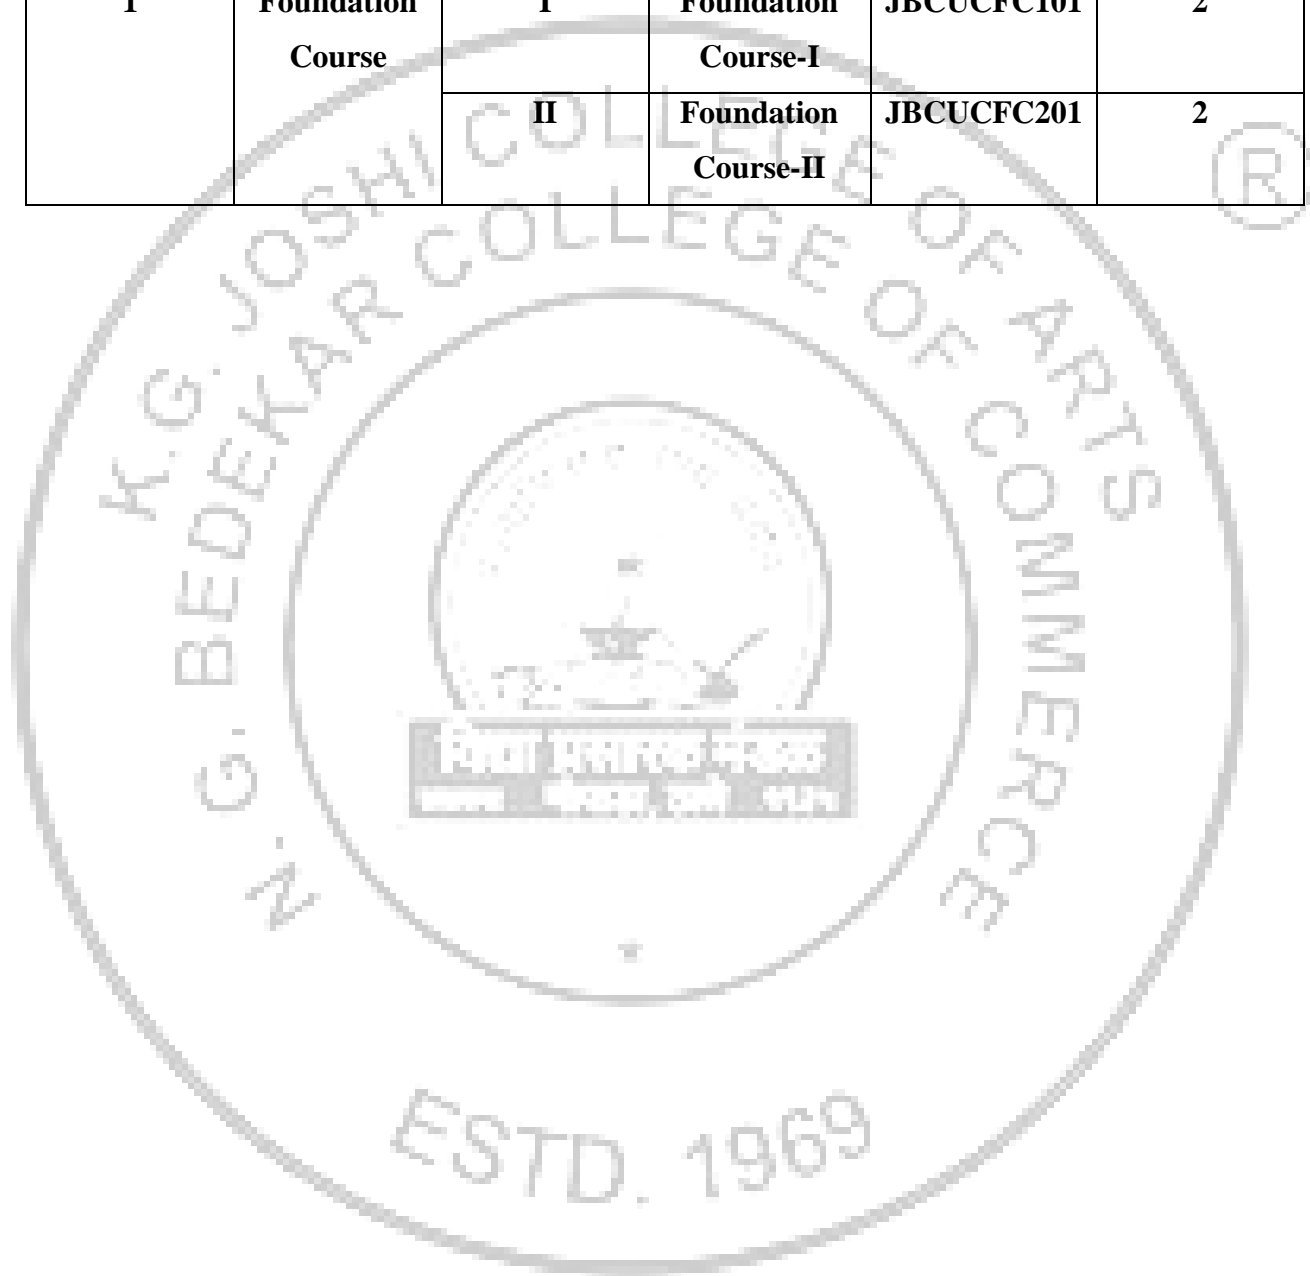 1 Foundation I Foundation JBCUCFC101 2
Course Course-I
II Foundation JBCUCFC201 2
Course-II
®
K.G. JOSHI COLLEGE OF ARTS
N. G. BEDEKAR COLLEGE OF COMMERCE
ESTD. 1969